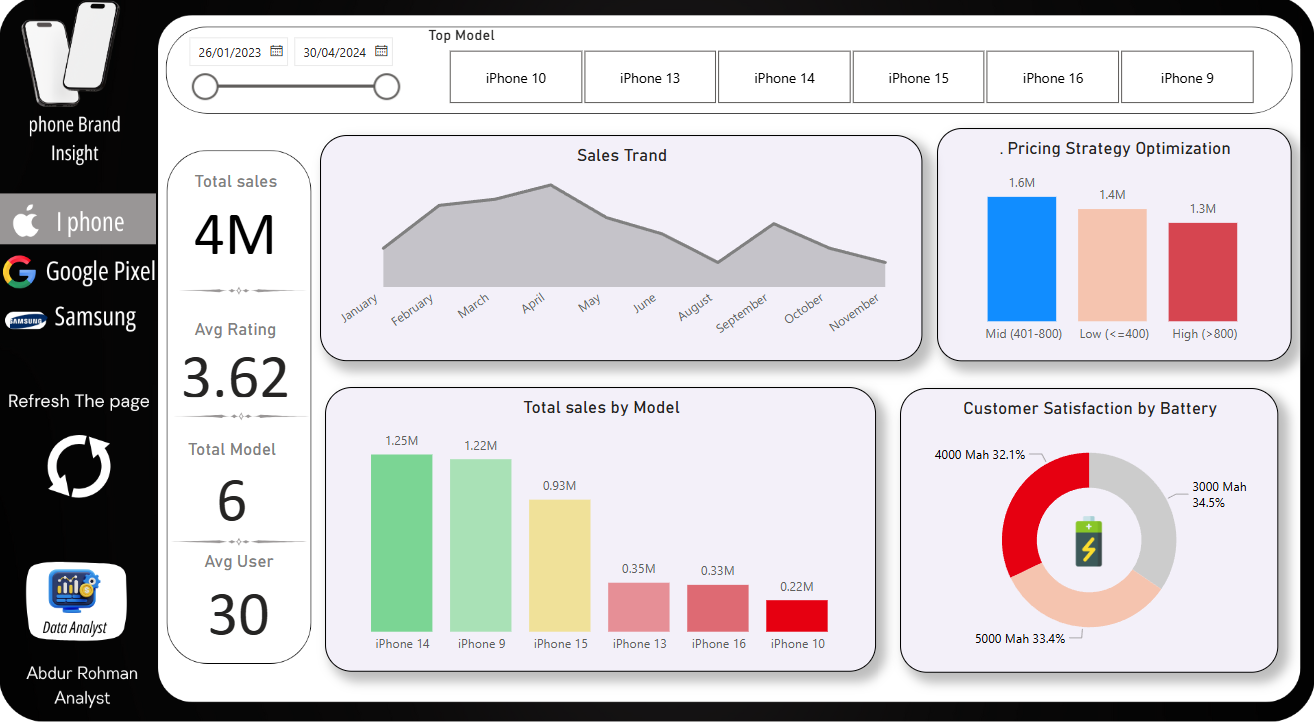 phone Brand
Insight
I phone
Google Pixel
SAMSUNG
Samsung
Refresh The page
Data Analyst
Abdur Rohman
Analyst
26/01/2023
30/04/2024
Top Model
iPhone 10
iPhone 13
iPhone 14
iPhone 15
iPhone 16
iPhone 9
Total sales
4M
Avg Rating
3.62
Total Model
6
Avg User
30
Sales Trand
January
February
March
April
May
June
August
September
October
November
. Pricing Strategy Optimization
1.6M
1.4M
1.3M
Mid (401-800)
Low (<=400)
High (>800)
Total sales by Model
1.25M
1.22M
0.93M
0.35M
0.33M
0.22M
iPhone 14
iPhone 9
iPhone 15
iPhone 13
iPhone 16
iPhone 10
Customer Satisfaction by Battery
4000 Mah 32.1%
3000 Mah
34.5%
5000 Mah 33.4%